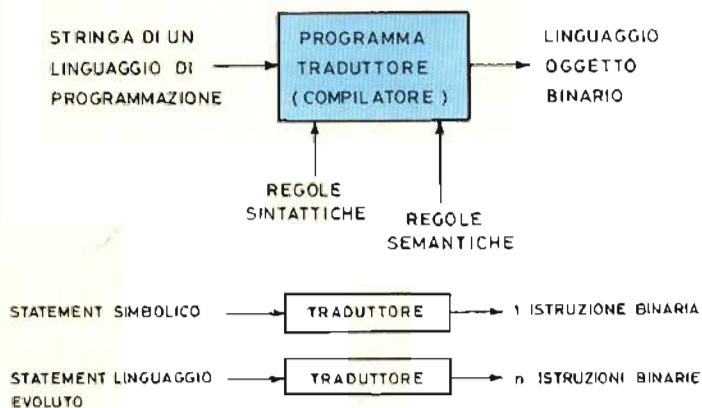 STRINGA DI UN
LINGUAGGIO DI
PROGRAMMAZIONE
PROGRAMMA
TRADUTTORE
(COMPILATORE)
LINGUAGGIO
OGGETTO
BINARIO
REGOLE
SINTATTICHE
REGOLE
SEMANTICHE
STATEMENT SIMBOLICO
TRADUTTORE
1 ISTRUZIONE BINARIA
STATEMENT LINGUAGGIO
EVOLUTO
TRADUTTORE
n ISTRUZIONI BINARIE